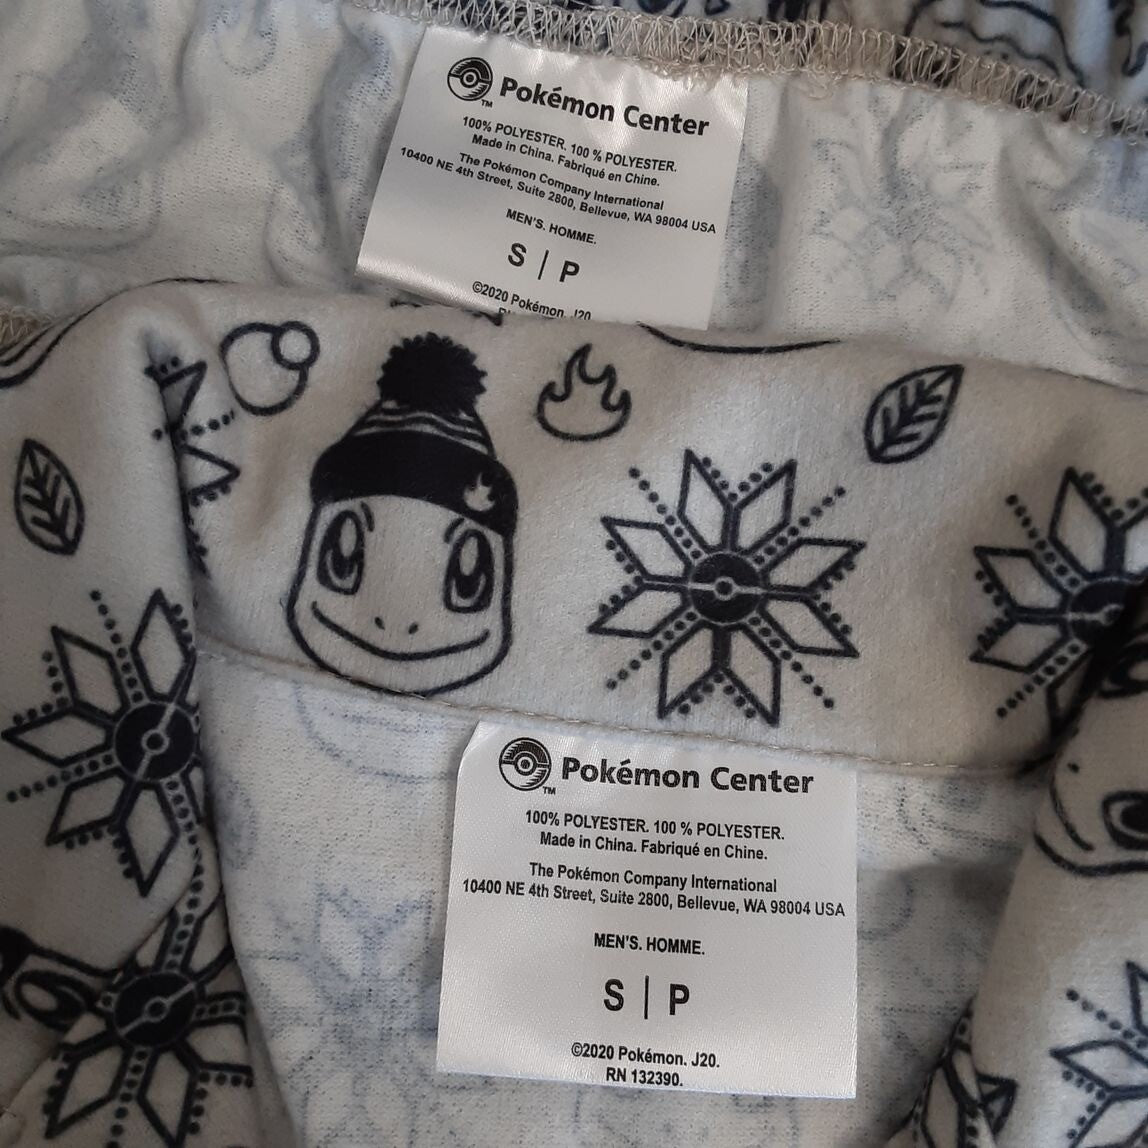 Pokémon Center
TM
100% POLYESTER. 100 % POLYESTER.
Made in China. Fabriqué en Chine.
The Pokémon Company International
10400 NE 4th Street, Suite 2800, Bellevue, WA 98004 USA
MEN'S. HOMME.
S | P
©2020 Pokémon. J20.
Pokémon Center
TM
100% POLYESTER. 100 % POLYESTER.
Made in China. Fabriqué en Chine.
The Pokémon Company International
10400 NE 4th Street, Suite 2800, Bellevue, WA 98004 USA
MEN'S. HOMME.
S | P
©2020 Pokémon. J20.
RN 132390.